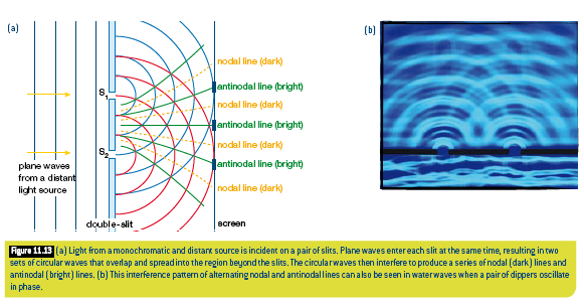 (a)
nodal line (dark)
antinodal line (bright)
S1
nodal line (dark)
antinodal line (bright)
nodal line (dark)
S2
antinodal line (bright)
plane waves
from a distant
light source
nodal line (dark)
double-slit
screen
(b)
Figure 11.13 (a) Light from a monochromatic and distant source is incident on a pair of slits. Plane waves enter each slit at the same time, resulting in two
sets of circular waves that overlap and spread into the region beyond the slits. The circular waves then interfere to produce a series of nodal (dark) lines and
antinodal (bright) lines. (b) This interference pattern of alternating nodal and antinodal lines can also be seen in water waves when a pair of dippers oscillate
in phase.